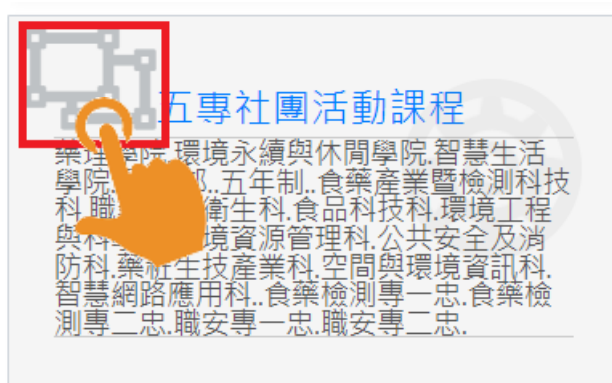 五專社團活動課程
藥理學院.環境永續與休閒學院.智慧生活
學院 部..五年制..食藥產業暨檢測科技
科.職 衛生科.食品科技科.環境工程
與科 境資源管理科.公共安全及消
防科.藥粧生技產業科.空間與環境資訊科.
智慧網路應用科..食藥檢測專一忠.食藥檢
測專二忠.職安專一忠.職安專二忠.